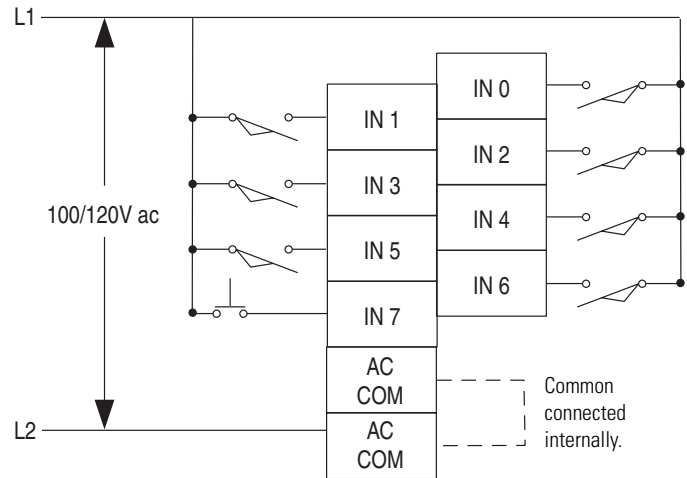 L1
IN 0
IN 1
IN 2
IN 3
100/120V ac
IN 4
IN 5
IN 6
IN 7
AC
COM
Common
connected
internally.
L2
AC
COM